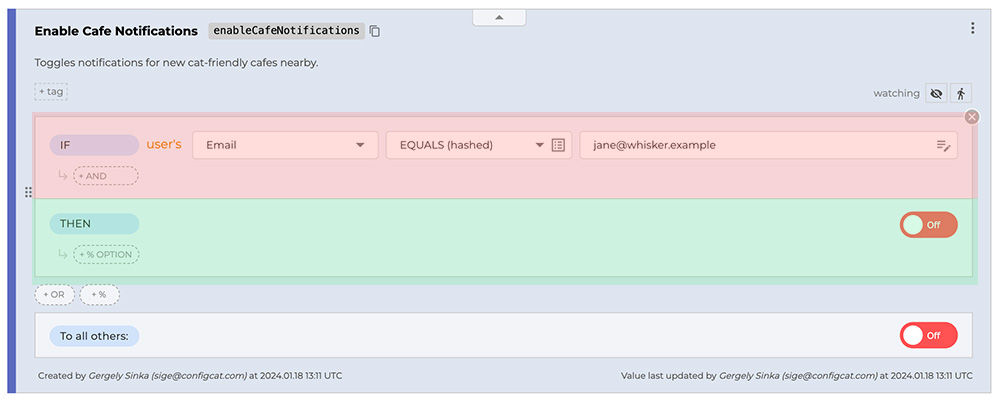 Enable Cafe Notifications enableCafeNotifications
Toggles notifications for new cat-friendly cafes nearby.
+ tag watching
IF user's Email EQUALS (hashed) jane@whisker.example
+ AND
THEN Off
+ % OPTION
+ OR + %
To all others: Off
Created by Gergely Sinka (sige@configcat.com) at 2024.01.18 13:11 UTC Value last updated by Gergely Sinka (sige@configcat.com) at 2024.01.18 13:11 UTC